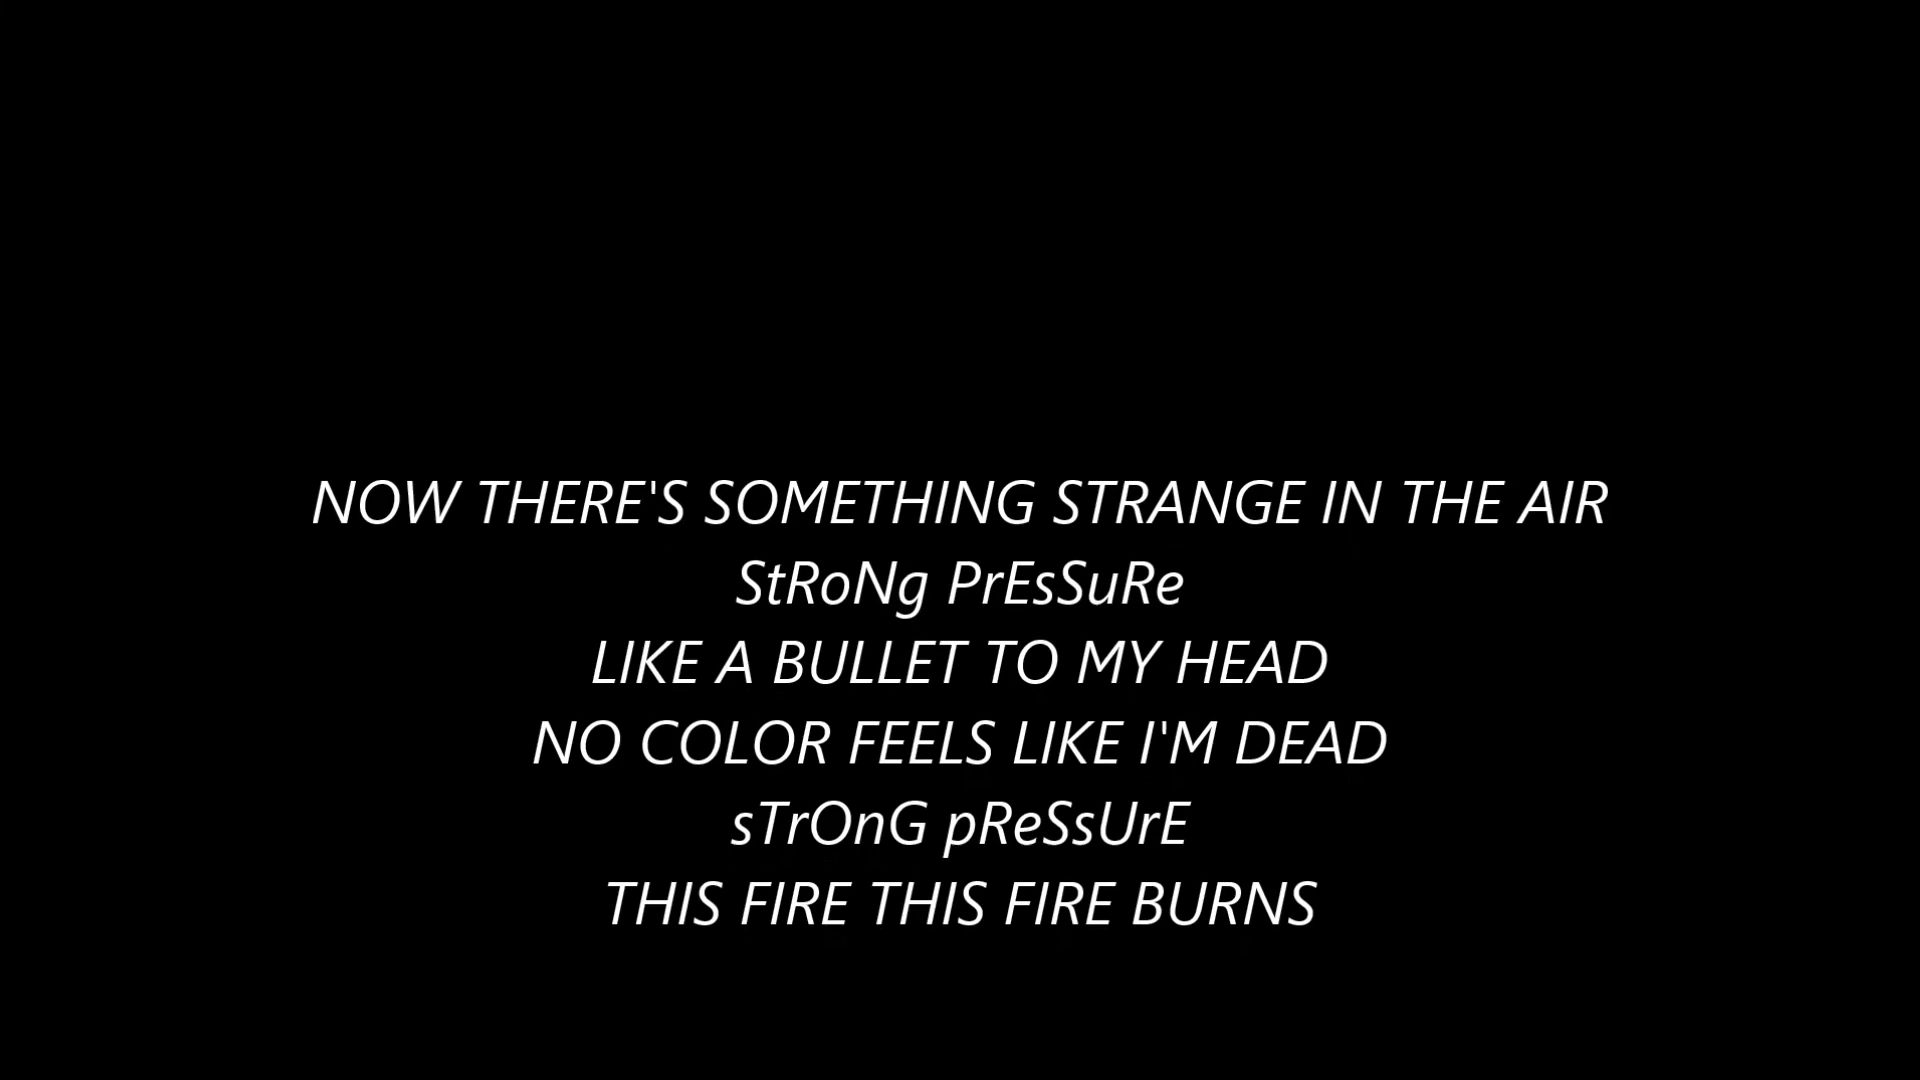 NOW THERE'S SOMETHING STRANGE IN THE AIR
StRoNg PrEsSuRe
LIKE A BULLET TO MY HEAD
NO COLOR FEELS LIKE I'M DEAD
sTrOnG pReSsUrE
THIS FIRE THIS FIRE BURNS